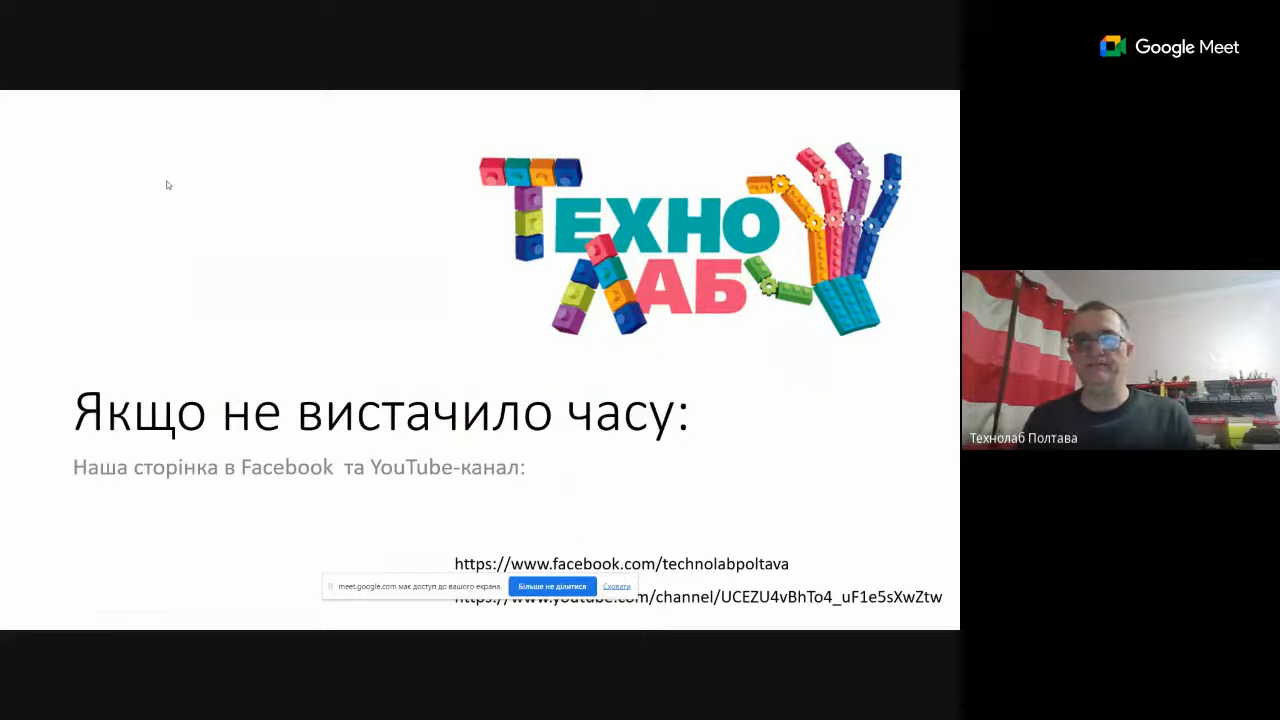 Google Meet
ТЕХНО
ЛАБ
Якщо не вистачило часу:
Наша сторінка в Facebook та YouTube-канал:
Технолаб Полтава
https://www.facebook.com/technolabpoltava
meet.google.com має доступ до вашого екрана. Більше не ділитися Сховати
https://www.youtube.com/channel/UCEZU4vBhTo4_uF1e5sXwZtw